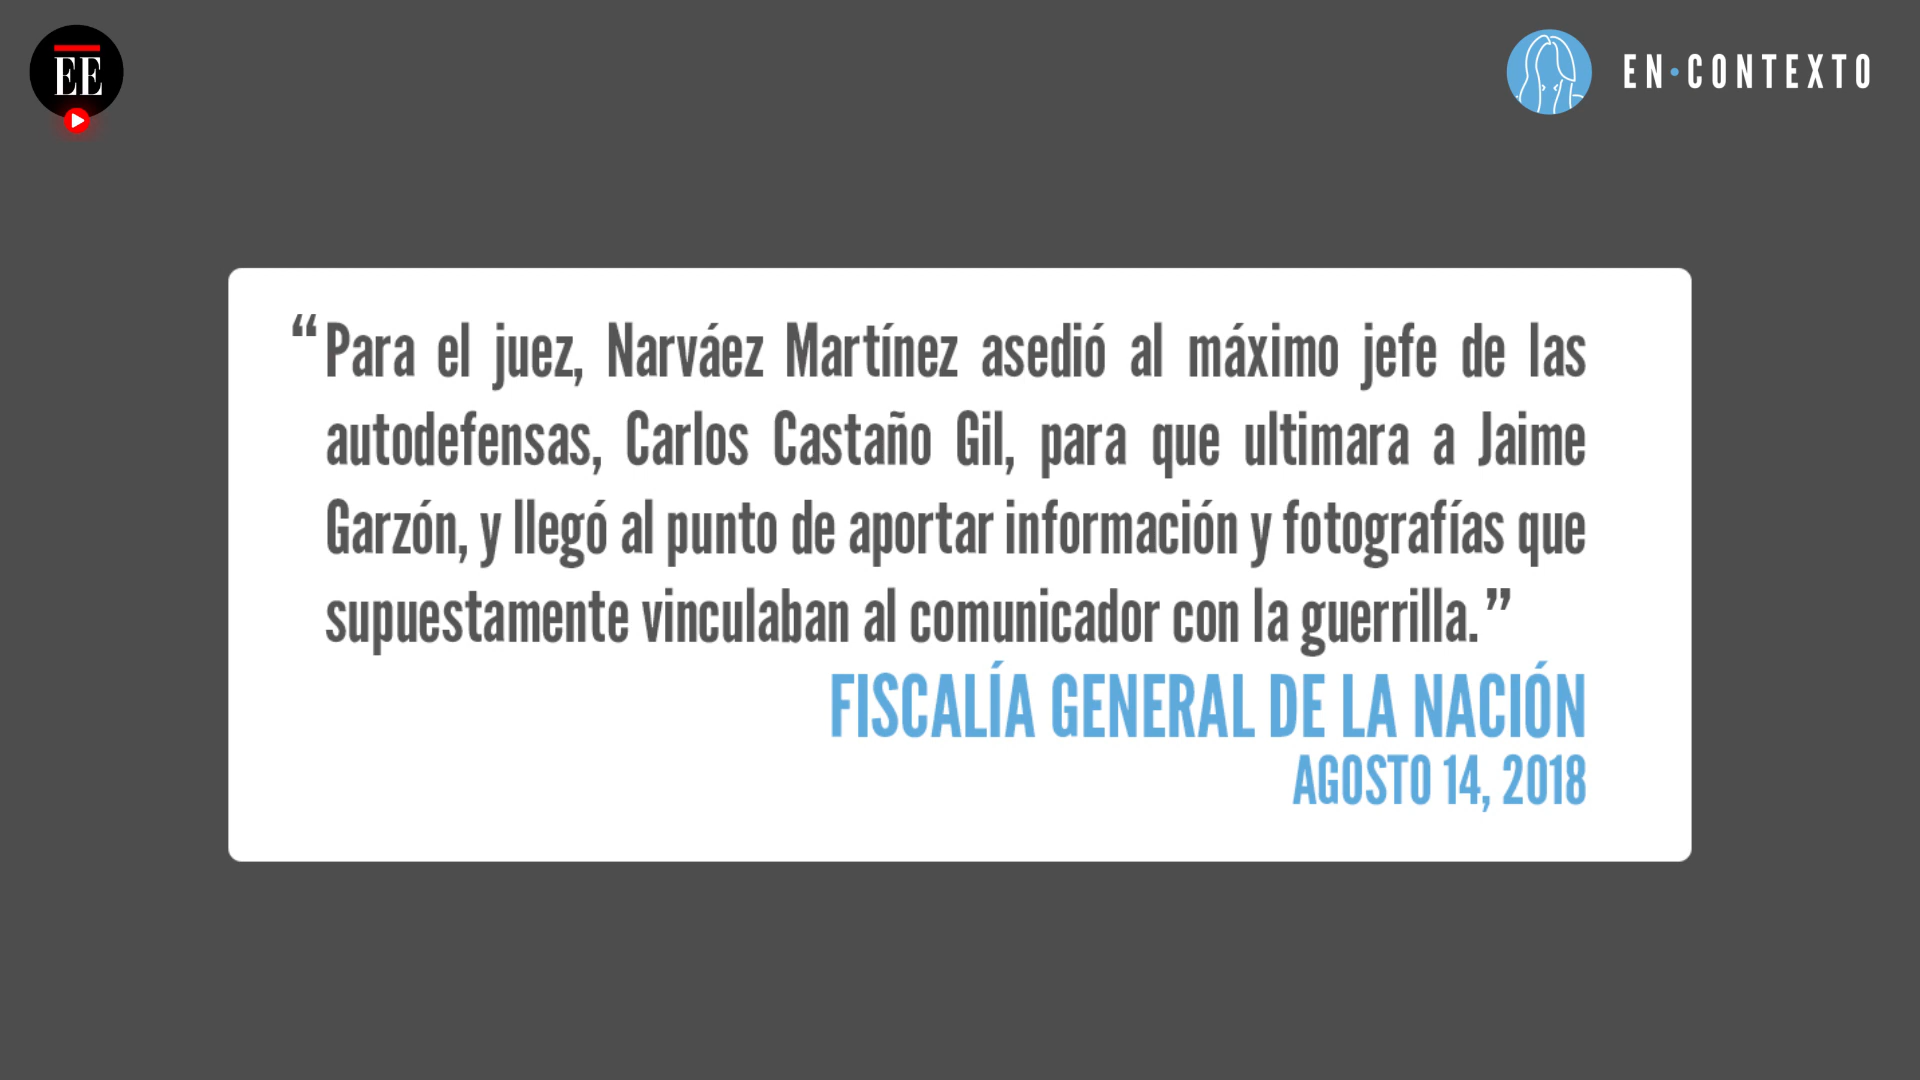 EE
EN•CONTEXTO
“Para el juez, Narváez Martínez asedió al máximo jefe de las
autodefensas, Carlos Castaño Gil, para que ultimara a Jaime
Garzón, y llegó al punto de aportar información y fotografías que
supuestamente vinculaban al comunicador con la guerrilla.”
FISCALÍA GENERAL DE LA NACIÓN
AGOSTO 14, 2018